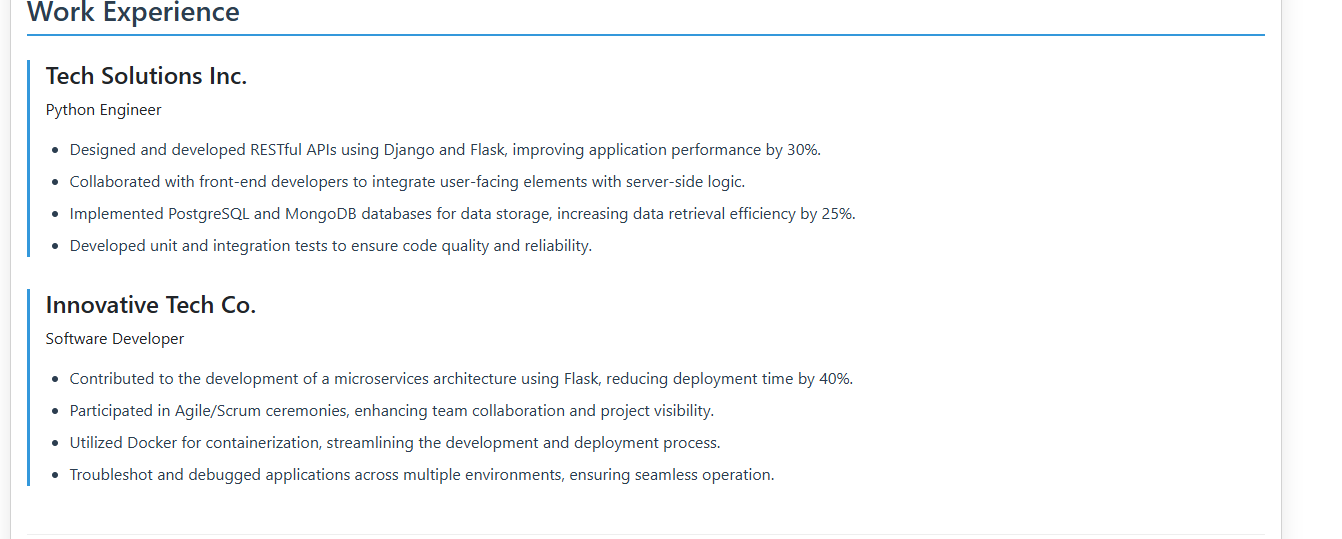 Work Experience
Tech Solutions Inc.
Python Engineer
Designed and developed RESTful APIs using Django and Flask, improving application performance by 30%.
Collaborated with front-end developers to integrate user-facing elements with server-side logic.
Implemented PostgreSQL and MongoDB databases for data storage, increasing data retrieval efficiency by 25%.
Developed unit and integration tests to ensure code quality and reliability.
Innovative Tech Co.
Software Developer
Contributed to the development of a microservices architecture using Flask, reducing deployment time by 40%.
Participated in Agile/Scrum ceremonies, enhancing team collaboration and project visibility.
Utilized Docker for containerization, streamlining the development and deployment process.
Troubleshot and debugged applications across multiple environments, ensuring seamless operation.